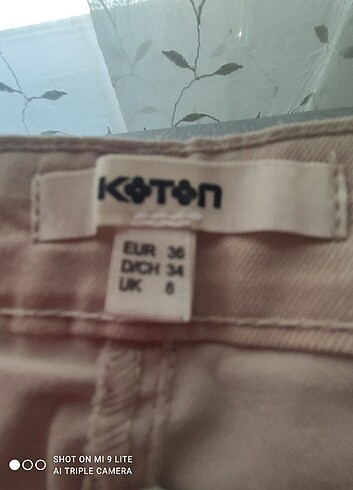 KOTON
EUR 36
D/CH 34
UK 8
SHOT ON MI 9 LITE
AI TRIPLE CAMERA